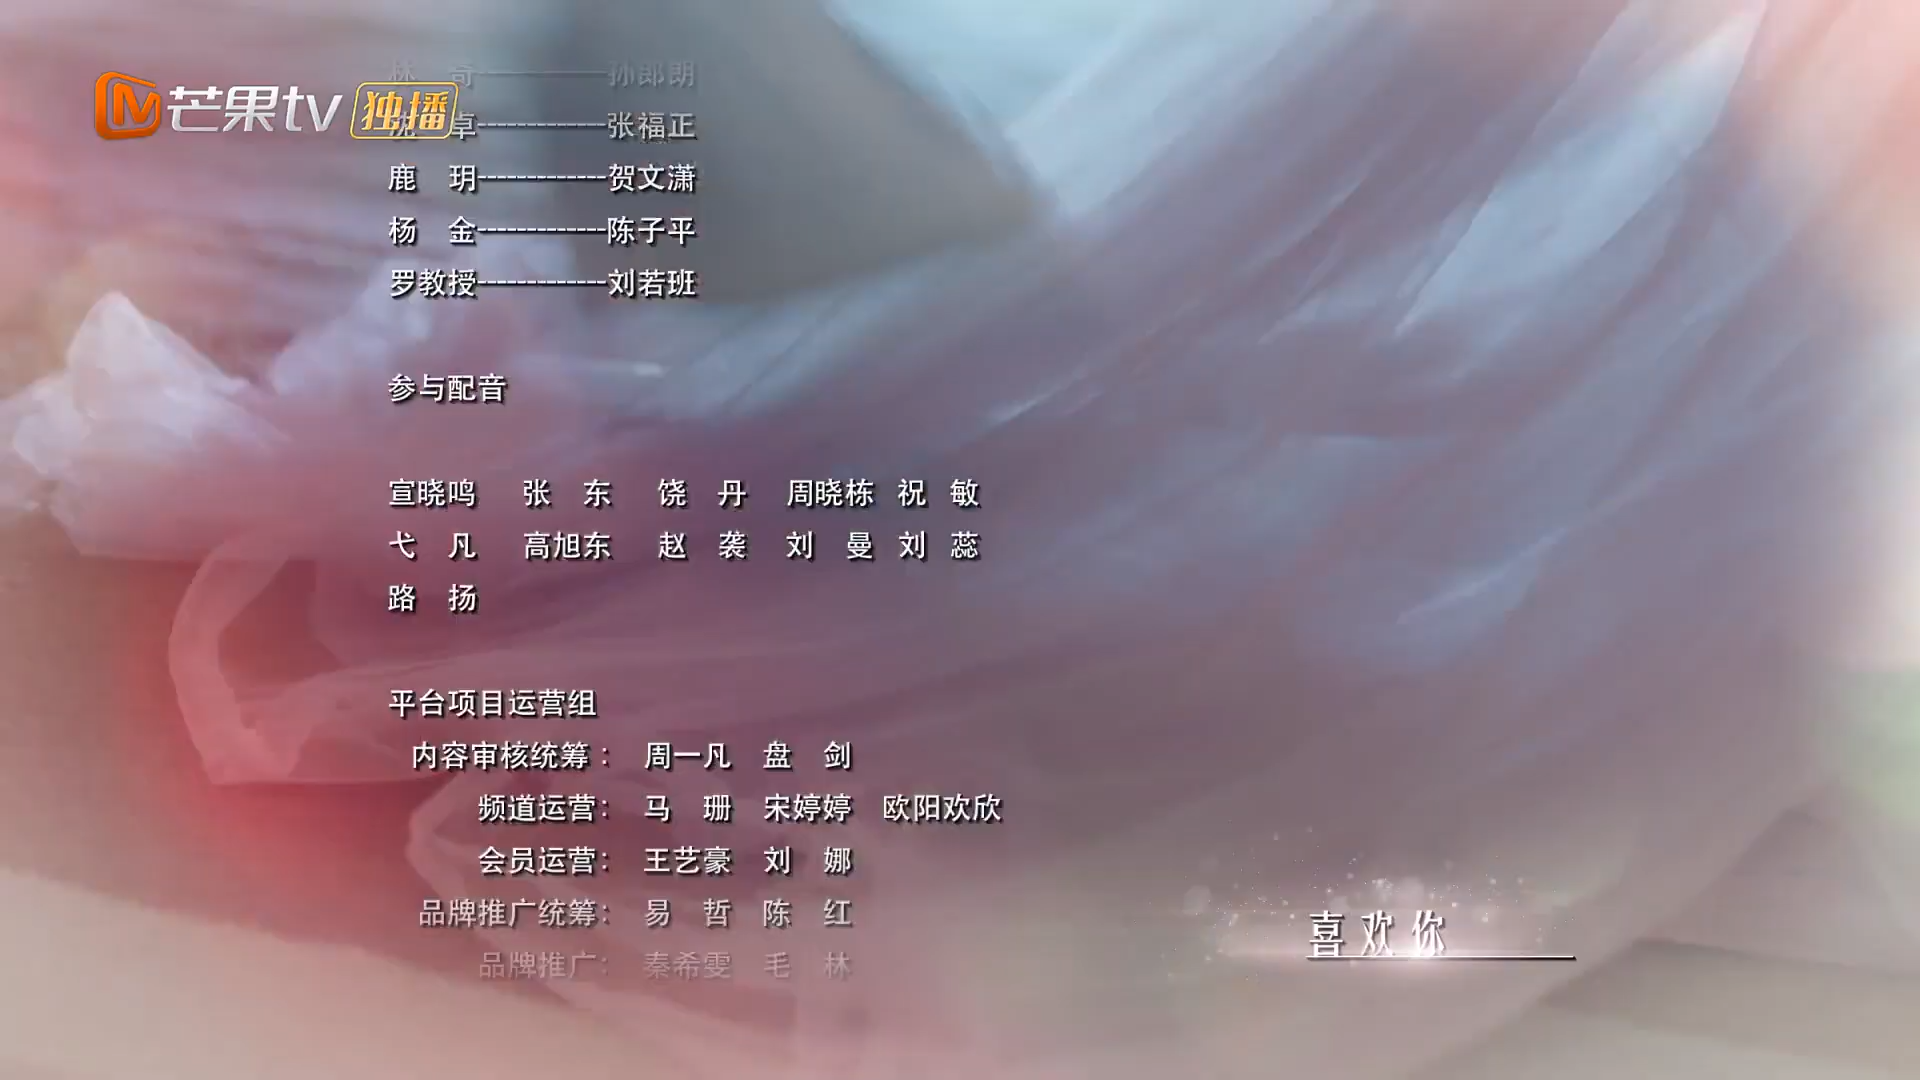 林 奇-------------孙郎朗
芒果tv 独播
卓-------------张福正
鹿 玥-------------贺文潇
杨 金-------------陈子平
罗教授-------------刘若班
参与配音
宣晓鸣 张 东 饶 丹 周晓栋 祝 敏
弋 凡 高旭东 赵 袭 刘 曼 刘 蕊
路 扬
平台项目运营组
内容审核统筹： 周一凡 盘 剑
频道运营： 马 珊 宋婷婷 欧阳欢欣
会员运营： 王艺豪 刘 娜
品牌推广统筹： 易 哲 陈 红
品牌推广： 秦希雯 毛 林
喜欢你